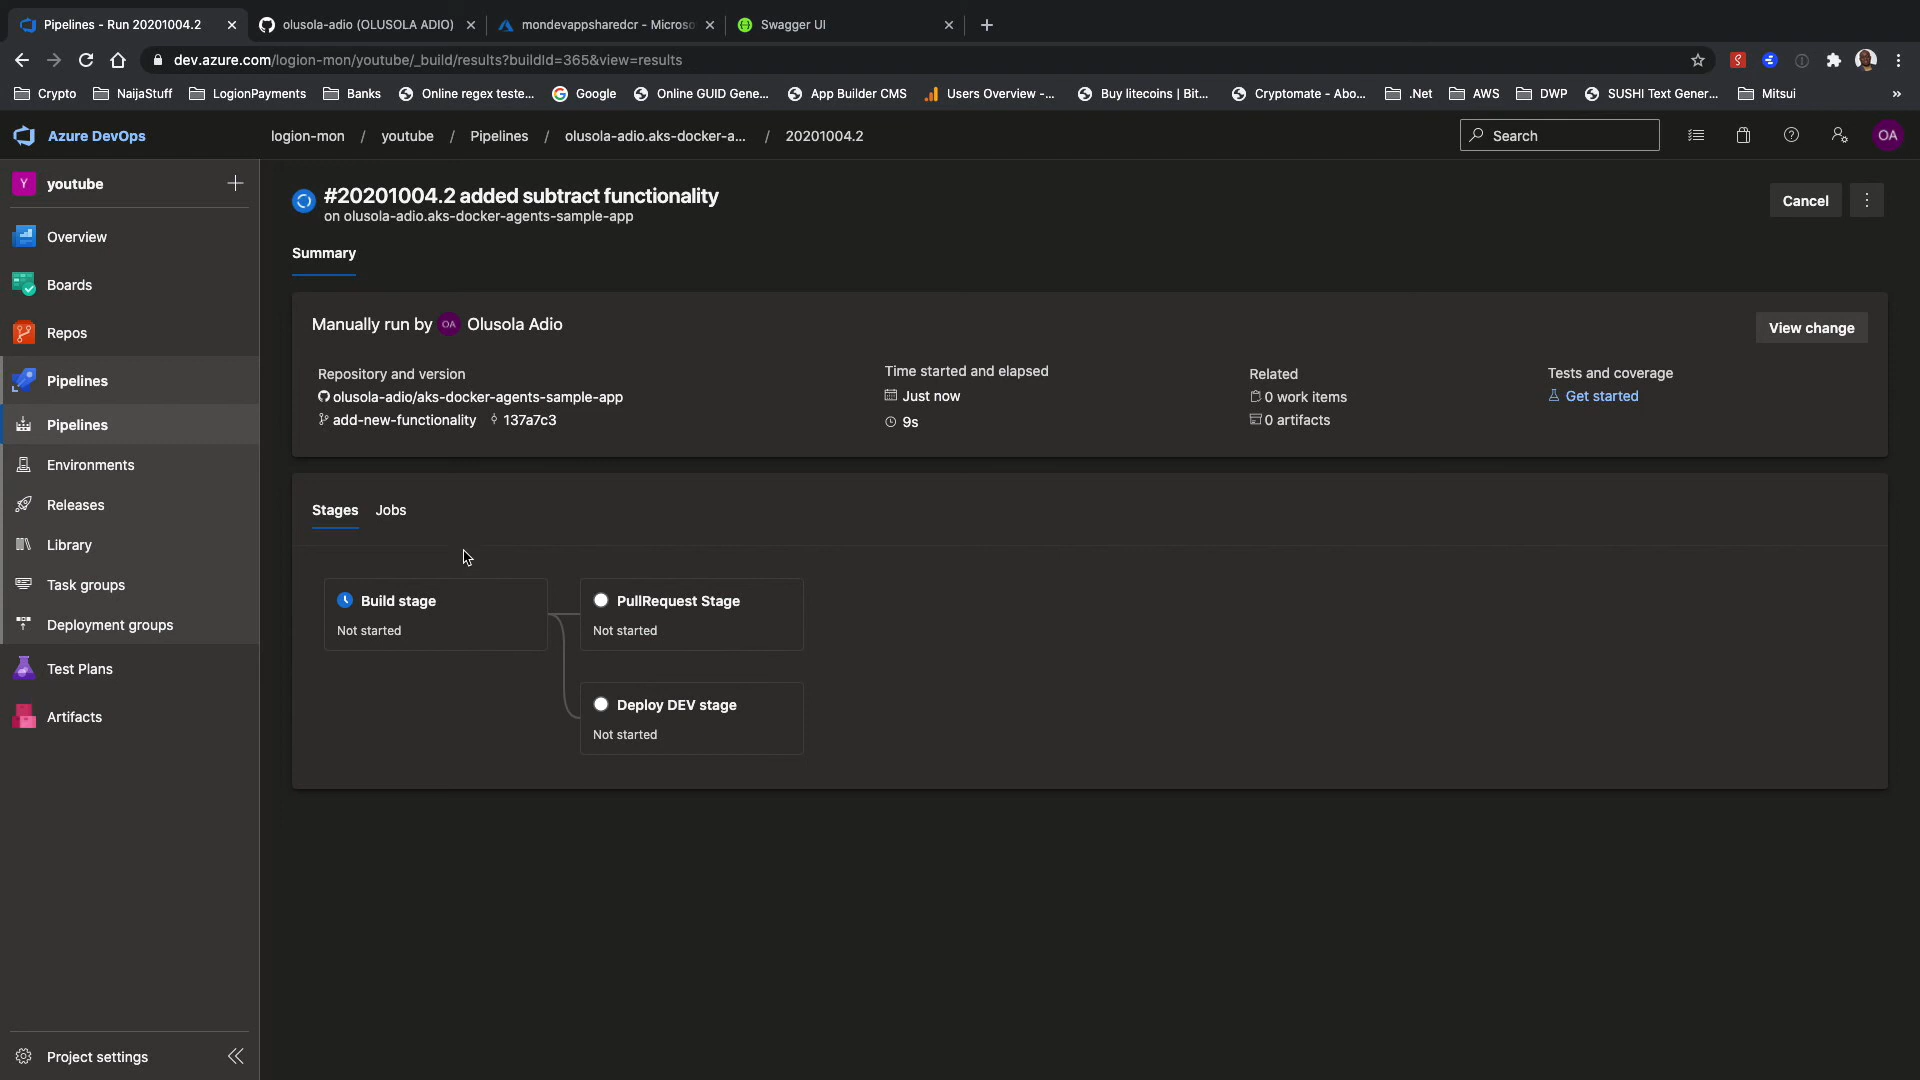 Pipelines - Run 20201004.2
olusola-adio (OLUSOLA ADIO)
mondevappsharedcr - Microso
Swagger UI
dev.azure.com/logion-mon/youtube/_build/results?buildId=365&view=results
Crypto
NaijaStuff
LogionPayments
Banks
Online regex teste...
Google
Online GUID Gene...
App Builder CMS
Users Overview -...
Buy litecoins | Bit...
Cryptomate - Abo...
.Net
AWS
DWP
SUSHI Text Gener...
Mitsui
»
Azure DevOps
logion-mon / youtube / Pipelines / olusola-adio.aks-docker-a... / 20201004.2
Search
OA
Y youtube
Overview
Boards
Repos
Pipelines
Pipelines
Environments
Releases
Library
Task groups
Deployment groups
Test Plans
Artifacts
Project settings
#20201004.2 added subtract functionality
on olusola-adio.aks-docker-agents-sample-app
Cancel
Summary
Manually run by OA Olusola Adio
View change
Repository and version
olusola-adio/aks-docker-agents-sample-app
add-new-functionality 137a7c3
Time started and elapsed
Just now
9s
Related
0 work items
0 artifacts
Tests and coverage
Get started
Stages Jobs
Build stage
Not started
PullRequest Stage
Not started
Deploy DEV stage
Not started